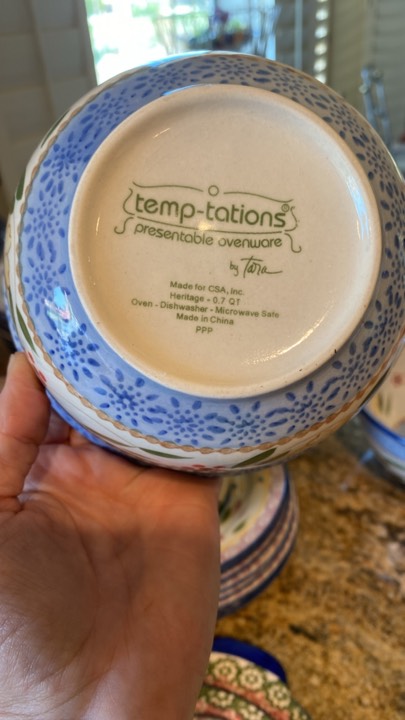 temp-tations®
presentable ovenware
by Tara
Made for CSA, Inc.
Heritage - 0.7 QT
Oven - Dishwasher - Microwave Safe
Made in China
PPP